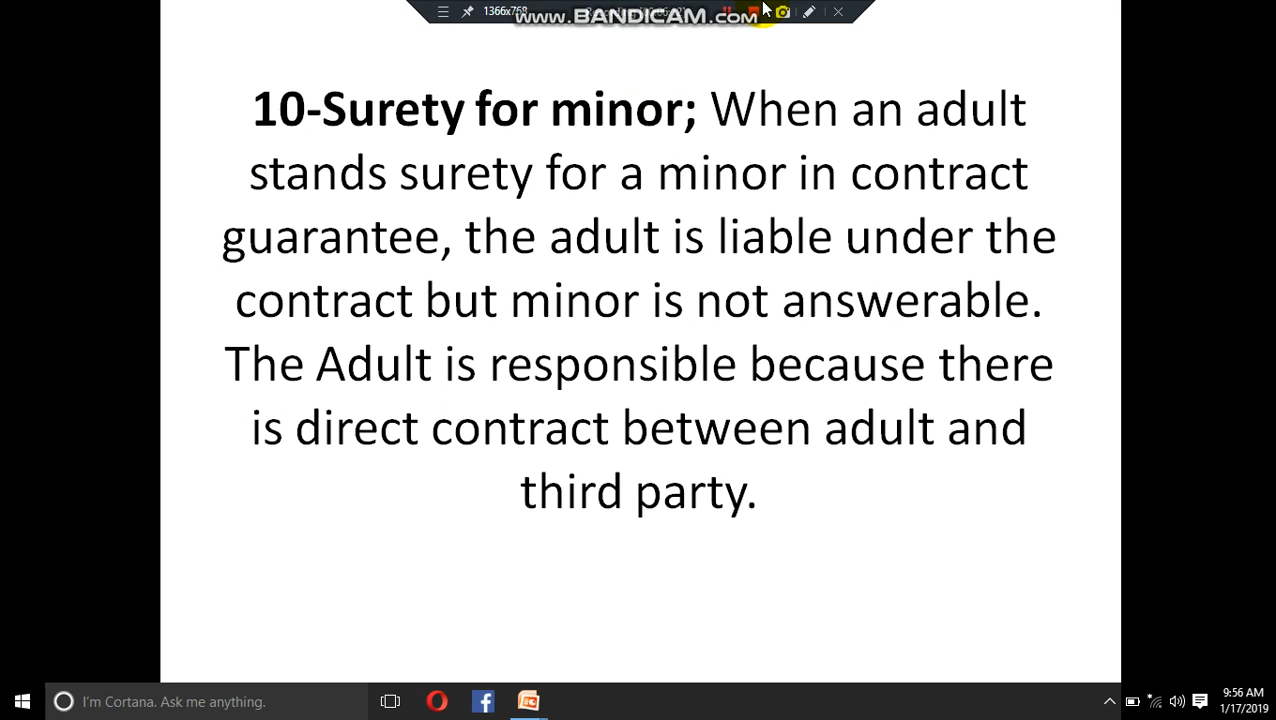 1366x768
www.BANDICAM.com
10-Surety for minor; When an adult
stands surety for a minor in contract
guarantee, the adult is liable under the
contract but minor is not answerable.
The Adult is responsible because there
is direct contract between adult and
third party.
I'm Cortana. Ask me anything.
9:56 AM
1/17/2019